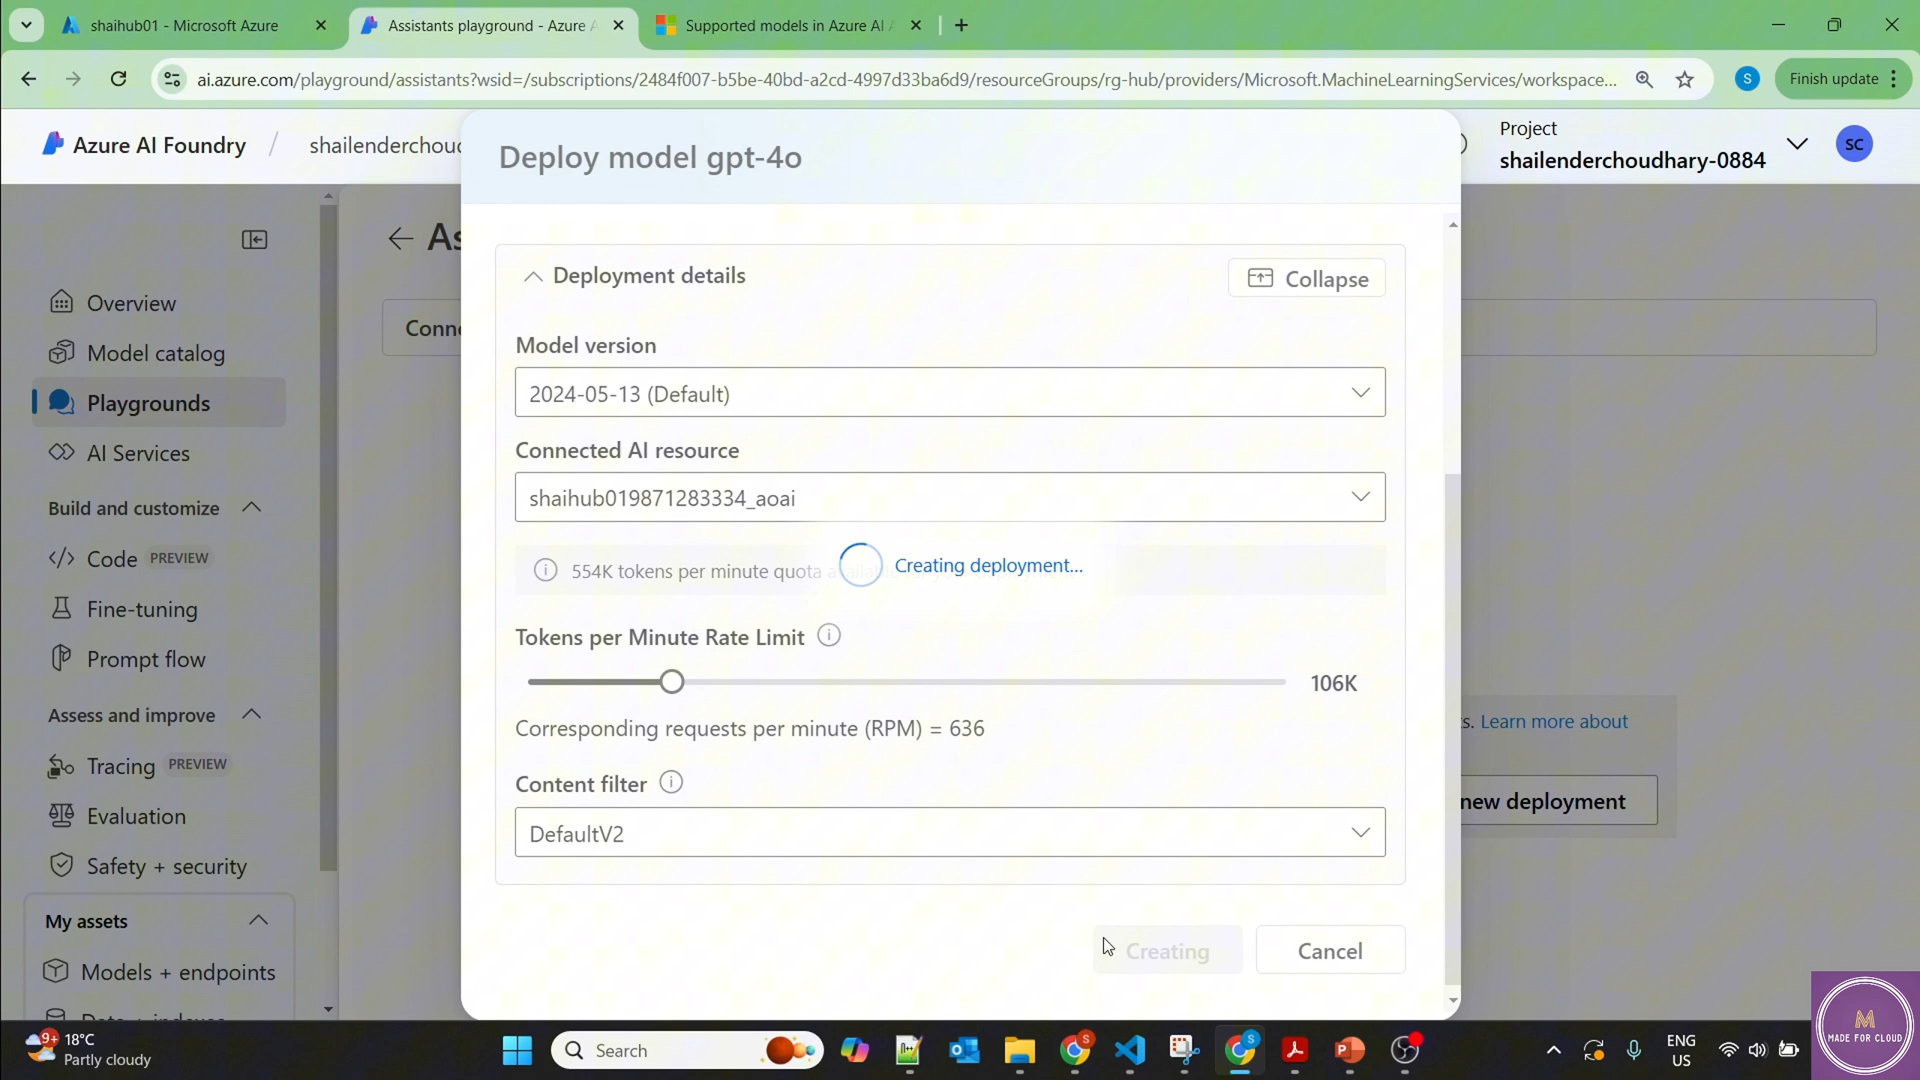 shaihub01 - Microsoft Azure
Assistants playground - Azure A
Supported models in Azure AI A
ai.azure.com/playground/assistants?wsid=/subscriptions/2484f007-b5be-40bd-a2cd-4997d33ba6d9/resourceGroups/rg-hub/providers/Microsoft.MachineLearningServices/workspace...
S
Finish update
Azure AI Foundry / shailenderchoud
Project
shailenderchoudhary-0884
SC
Deploy model gpt-4o
As
Conne
Overview
Model catalog
Playgrounds
AI Services
Build and customize
Code PREVIEW
Fine-tuning
Prompt flow
Assess and improve
Tracing PREVIEW
Evaluation
Safety + security
My assets
Models + endpoints
Data + indexes
Deployment details
Collapse
Model version
2024-05-13 (Default)
Connected AI resource
shaihub019871283334_aoai
554K tokens per minute quota
Creating deployment...
Tokens per Minute Rate Limit
106K
Corresponding requests per minute (RPM) = 636
Content filter
DefaultV2
Creating
Cancel
s. Learn more about
new deployment
9+
18°C
Partly cloudy
Search
ENG
US
M
MADE FOR CLOUD